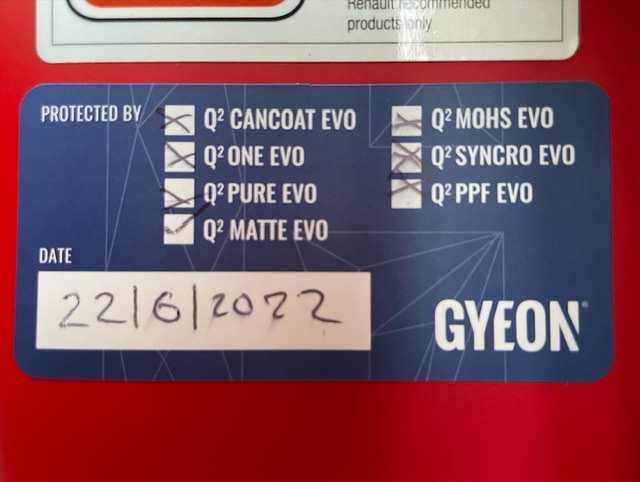 Renault recommended
products only
PROTECTED BY
Q² CANCOAT EVO
Q² ONE EVO
Q² PURE EVO
Q² MATTE EVO
Q² MOHS EVO
Q² SYNCRO EVO
Q² PPF EVO
DATE
22/6/2022
GYEON®